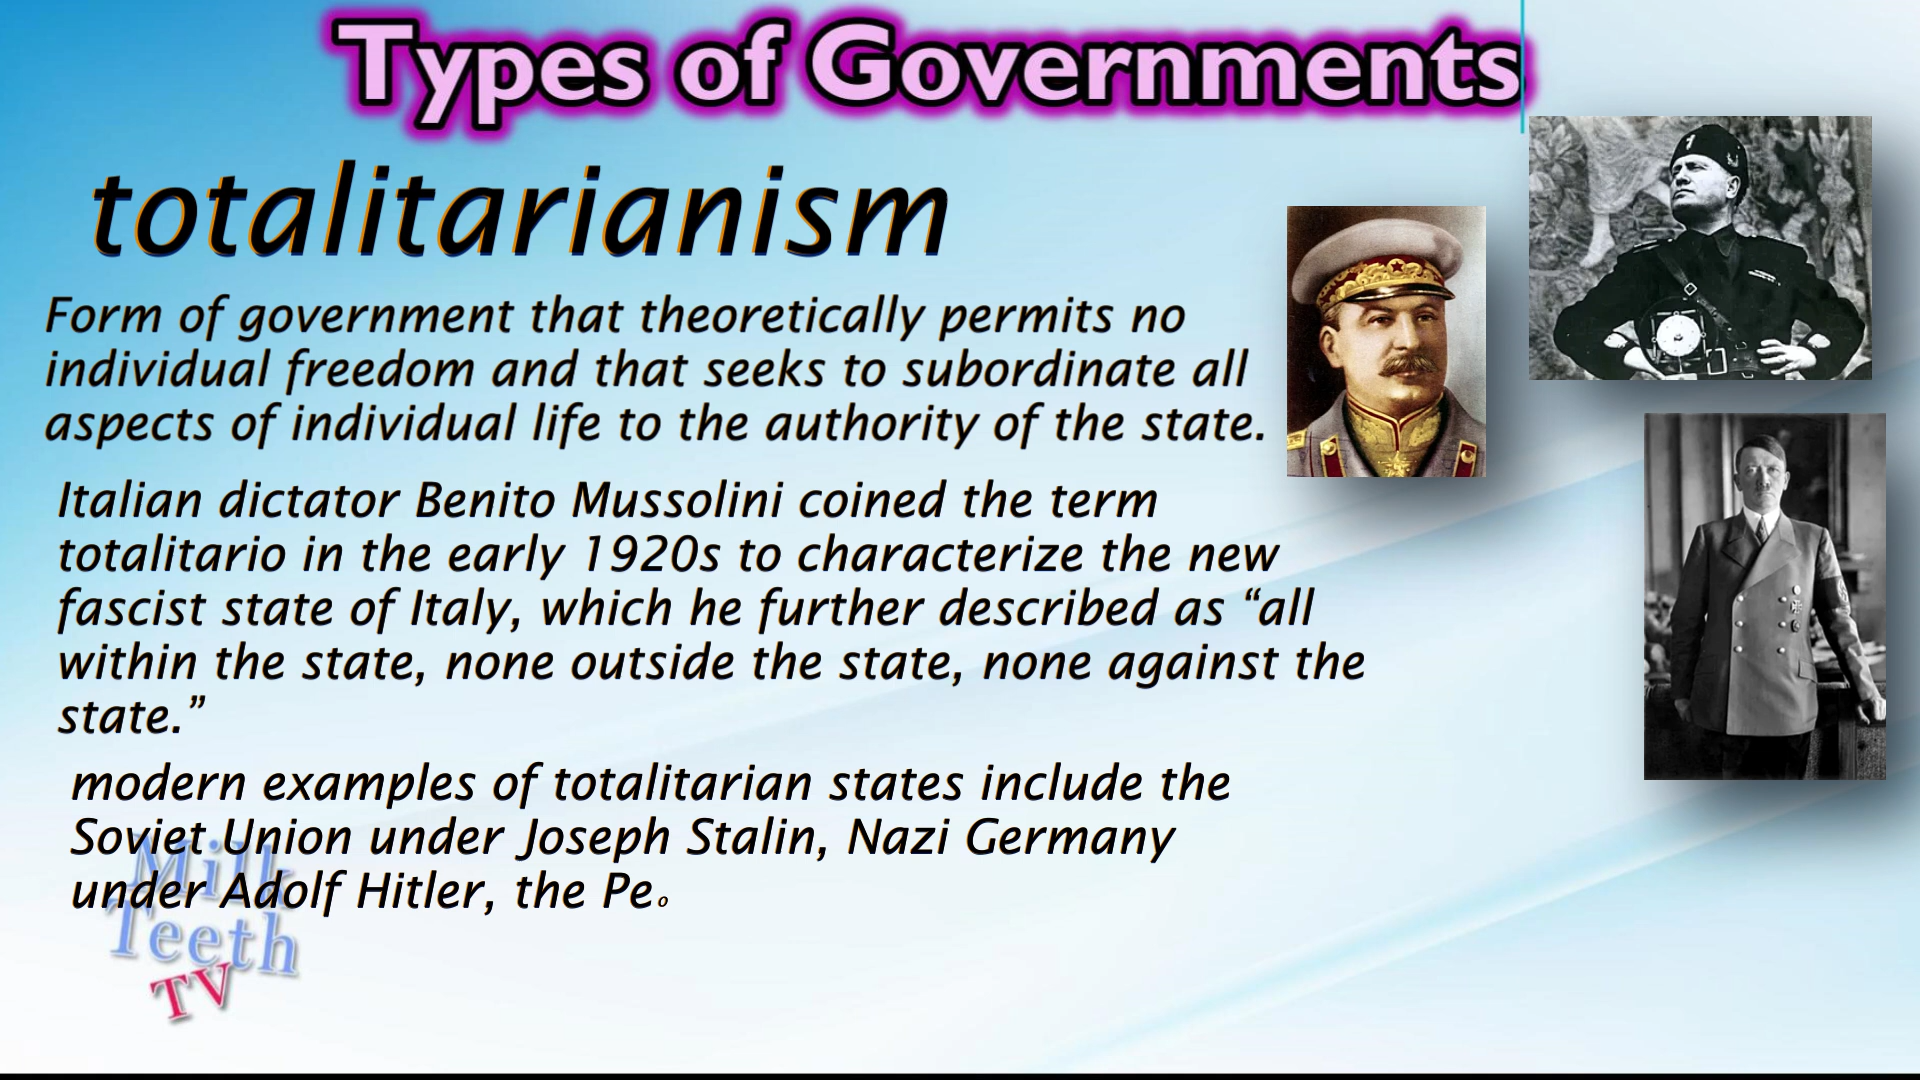 Types of Governments
totalitarianism
Form of government that theoretically permits no
individual freedom and that seeks to subordinate all
aspects of individual life to the authority of the state.
Italian dictator Benito Mussolini coined the term
totalitario in the early 1920s to characterize the new
fascist state of Italy, which he further described as “all
within the state, none outside the state, none against the
state.”
modern examples of totalitarian states include the
Soviet Union under Joseph Stalin, Nazi Germany
under Adolf Hitler, the Peo
Milk
Teeth
TV